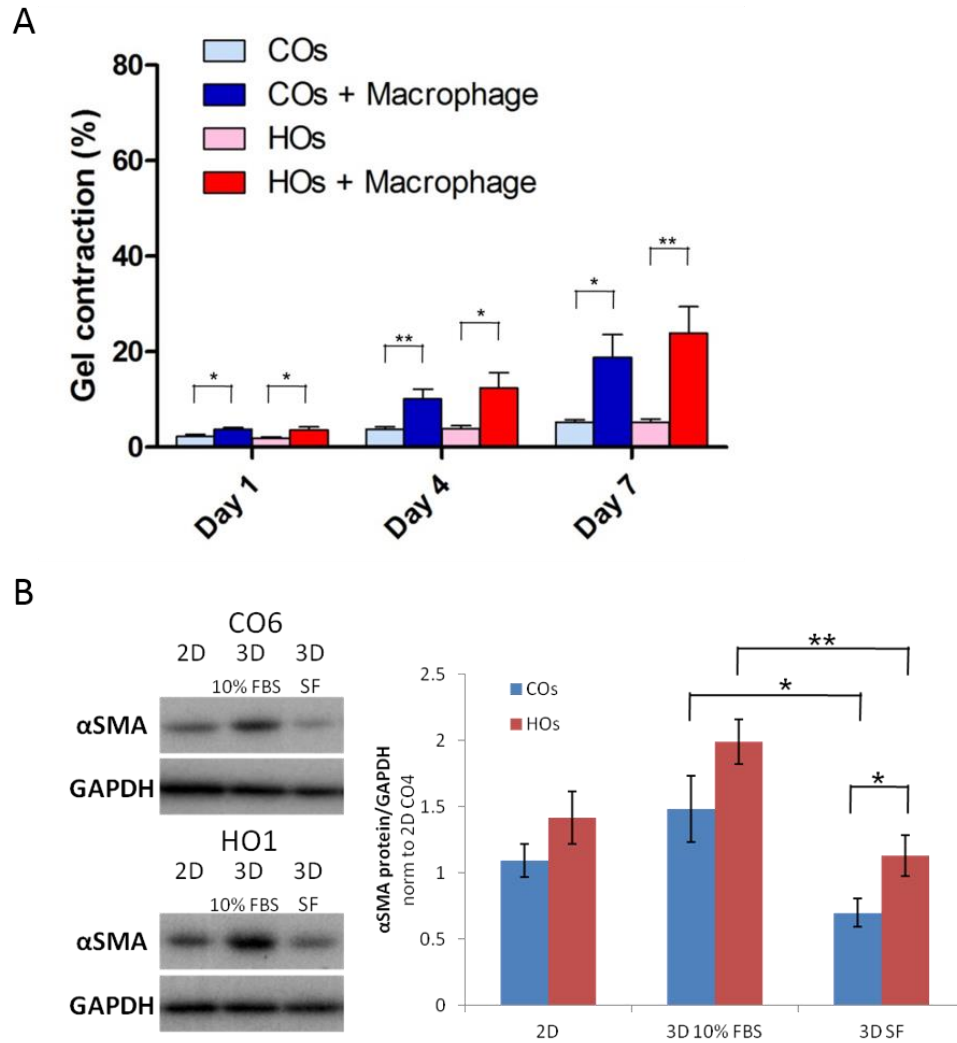 A
80
60
40
20
0
Gel contraction (%)
COs
COs + Macrophage
HOs
HOs + Macrophage
* *
** *
* **
Day 1 Day 4 Day 7
B
CO6
2D 3D 3D
10% FBS SF
αSMA
GAPDH
HO1
2D 3D 3D
10% FBS SF
αSMA
GAPDH
αSMA protein/GAPDH
norm to 2D CO4
2.5
2
1.5
1
0.5
0
COs
HOs
**
*
*
2D 3D 10% FBS 3D SF